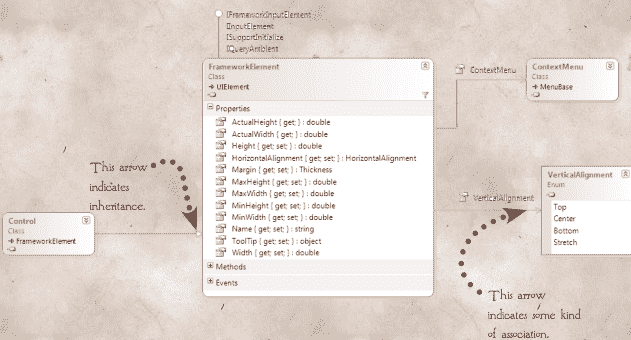 IFrameworkInputElement
IInputElement
ISupportInitialize
IQueryAmbient
FrameworkElement
Class
➔ UIElement
Properties
ActualHeight { get; } : double
ActualWidth { get; } : double
Height { get; set; } : double
HorizontalAlignment { get; set; } : HorizontalAlignment
Margin { get; set; } : Thickness
MaxHeight { get; set; } : double
MaxWidth { get; set; } : double
MinHeight { get; set; } : double
MinWidth { get; set; } : double
Name { get; set; } : string
ToolTip { get; set; } : object
Width { get; set; } : double
Methods
Events
This arrow
indicates
inheritance.
Control
Class
➔ FrameworkElement
ContextMenu
ContextMenu
Class
➔ MenuBase
VerticalAlignment
VerticalAlignment
Enum
Top
Center
Bottom
Stretch
This arrow
indicates some kind
of association.